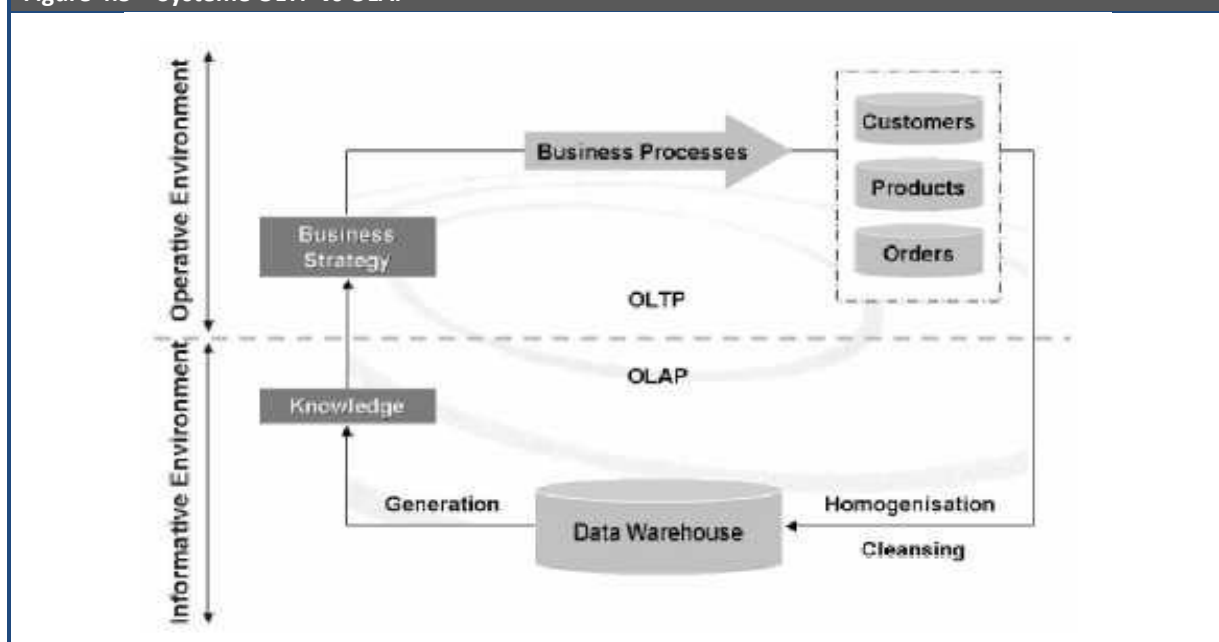 Operative Environment
Business Processes
Customers
Products
Orders
Business
Strategy
OLTP
OLAP
Informative Environment
Knowledge
Generation
Data Warehouse
Homogenisation
Cleansing